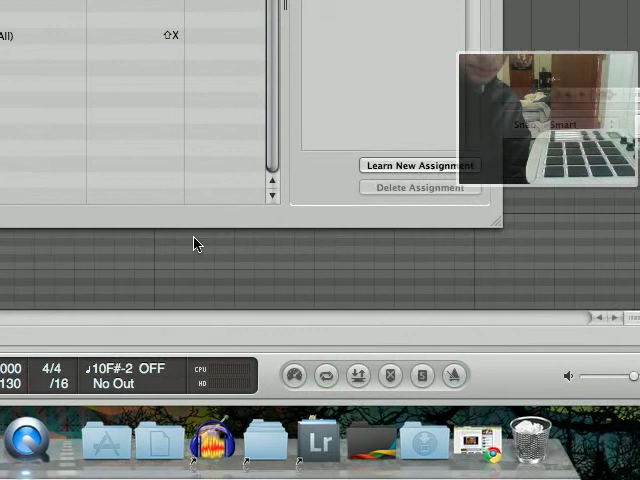 All)
⇧X
Smart
Learn New Assignment
Delete Assignment
000 4/4 ♩10F#-2 OFF CPU
130 /16 No Out HD
S
Lr